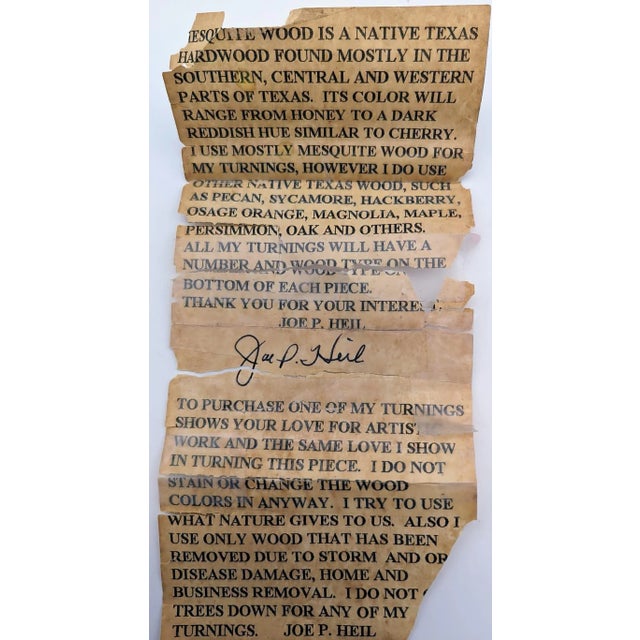 MESQUITE WOOD IS A NATIVE TEXAS
HARDWOOD FOUND MOSTLY IN THE
SOUTHERN, CENTRAL AND WESTERN
PARTS OF TEXAS. ITS COLOR WILL
RANGE FROM HONEY TO A DARK
REDDISH HUE SIMILAR TO CHERRY.
I USE MOSTLY MESQUITE WOOD FOR
MY TURNINGS, HOWEVER I DO USE
OTHER NATIVE TEXAS WOOD, SUCH
AS PECAN, SYCAMORE, HACKBERRY,
OSAGE ORANGE, MAGNOLIA, MAPLE,
PERSIMMON, OAK AND OTHERS.
ALL MY TURNINGS WILL HAVE A
NUMBER AND WOOD TYPE ON THE
BOTTOM OF EACH PIECE.
THANK YOU FOR YOUR INTEREST.
JOE P. HEIL
Joe P. Heil
TO PURCHASE ONE OF MY TURNINGS
SHOWS YOUR LOVE FOR
WORK AND THE SAME LOVE I SHOW
IN TURNING THIS PIECE. I DO NOT
STAIN OR CHANGE THE WOOD
COLORS IN ANYWAY. I TRY TO USE
WHAT NATURE GIVES TO US. ALSO I
USE ONLY WOOD THAT HAS BEEN
REMOVED DUE TO STORM AND OR
DISEASE DAMAGE, HOME AND
BUSINESS REMOVAL. I DO NOT
TREES DOWN FOR ANY OF MY
TURNINGS. JOE P. HEIL